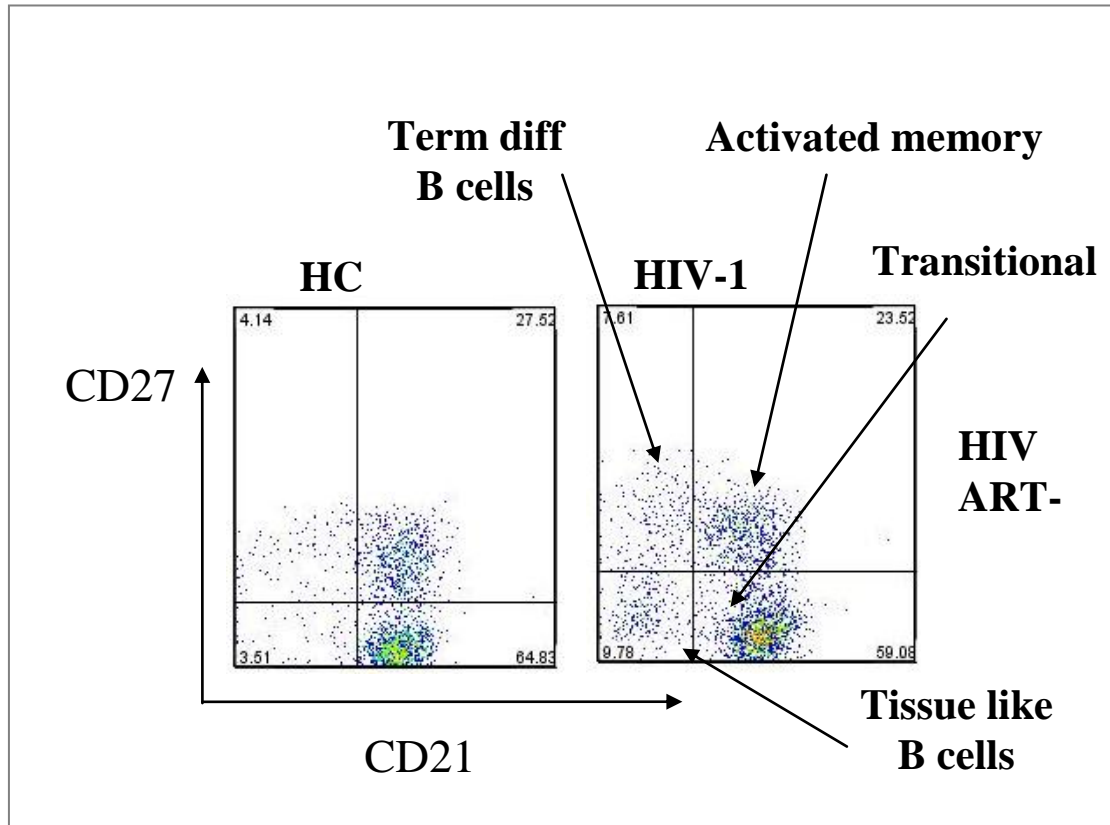 Term diff
B cells
Activated memory
Transitional
HC
HIV-1
4.14
27.52
7.61
23.52
CD27
HIV
ART-
3.51
64.83
9.78
59.08
Tissue like
B cells
CD21